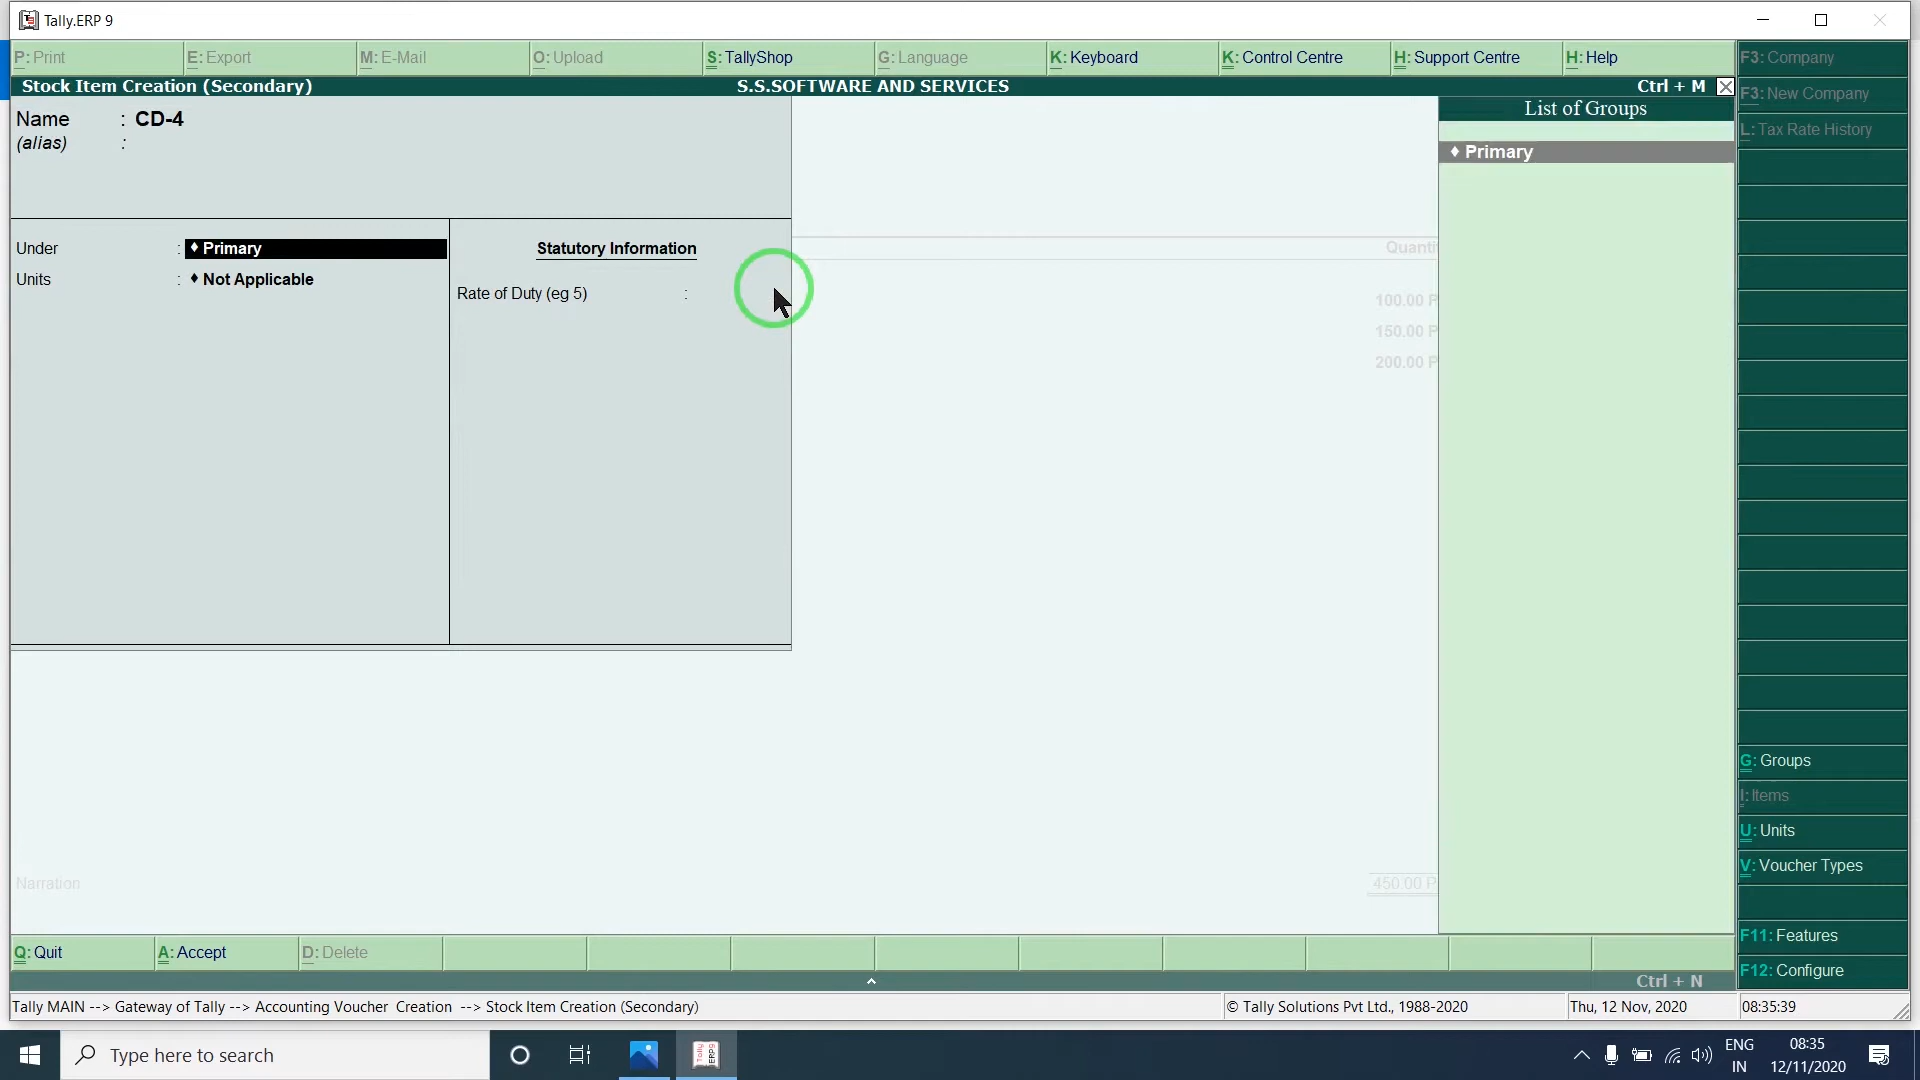 Tally.ERP 9
P: Print E: Export M: E-Mail O: Upload S: TallyShop G: Language K: Keyboard K: Control Centre H: Support Centre H: Help
F3: Company
Stock Item Creation (Secondary) S.S.SOFTWARE AND SERVICES Ctrl + M
F3: New Company
Name : CD-4
(alias) :
List of Groups
L: Tax Rate History
♦ Primary
Under : ♦ Primary
Statutory Information
Quantit
Units : ♦ Not Applicable
Rate of Duty (eg 5) :
100.00 P
150.00 P
200.00 P
G: Groups
I: Items
U: Units
V: Voucher Types
Narration
450.00 P
F11: Features
Q: Quit A: Accept D: Delete
F12: Configure
Ctrl + N
Tally MAIN --> Gateway of Tally --> Accounting Voucher Creation --> Stock Item Creation (Secondary)
© Tally Solutions Pvt Ltd., 1988-2020
Thu, 12 Nov, 2020
08:35:39
Type here to search
Tally ERP9
ENG
IN
08:35
12/11/2020